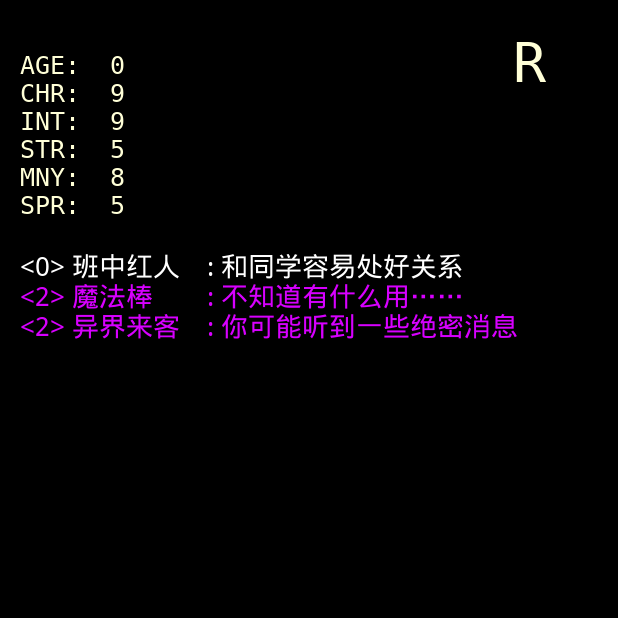 R
AGE: 0
CHR: 9
INT: 9
STR: 5
MNY: 8
SPR: 5
<0> 班中红人 : 和同学容易处好关系
<2> 魔法棒 : 不知道有什么用……
<2> 异界来客 : 你可能听到一些绝密消息